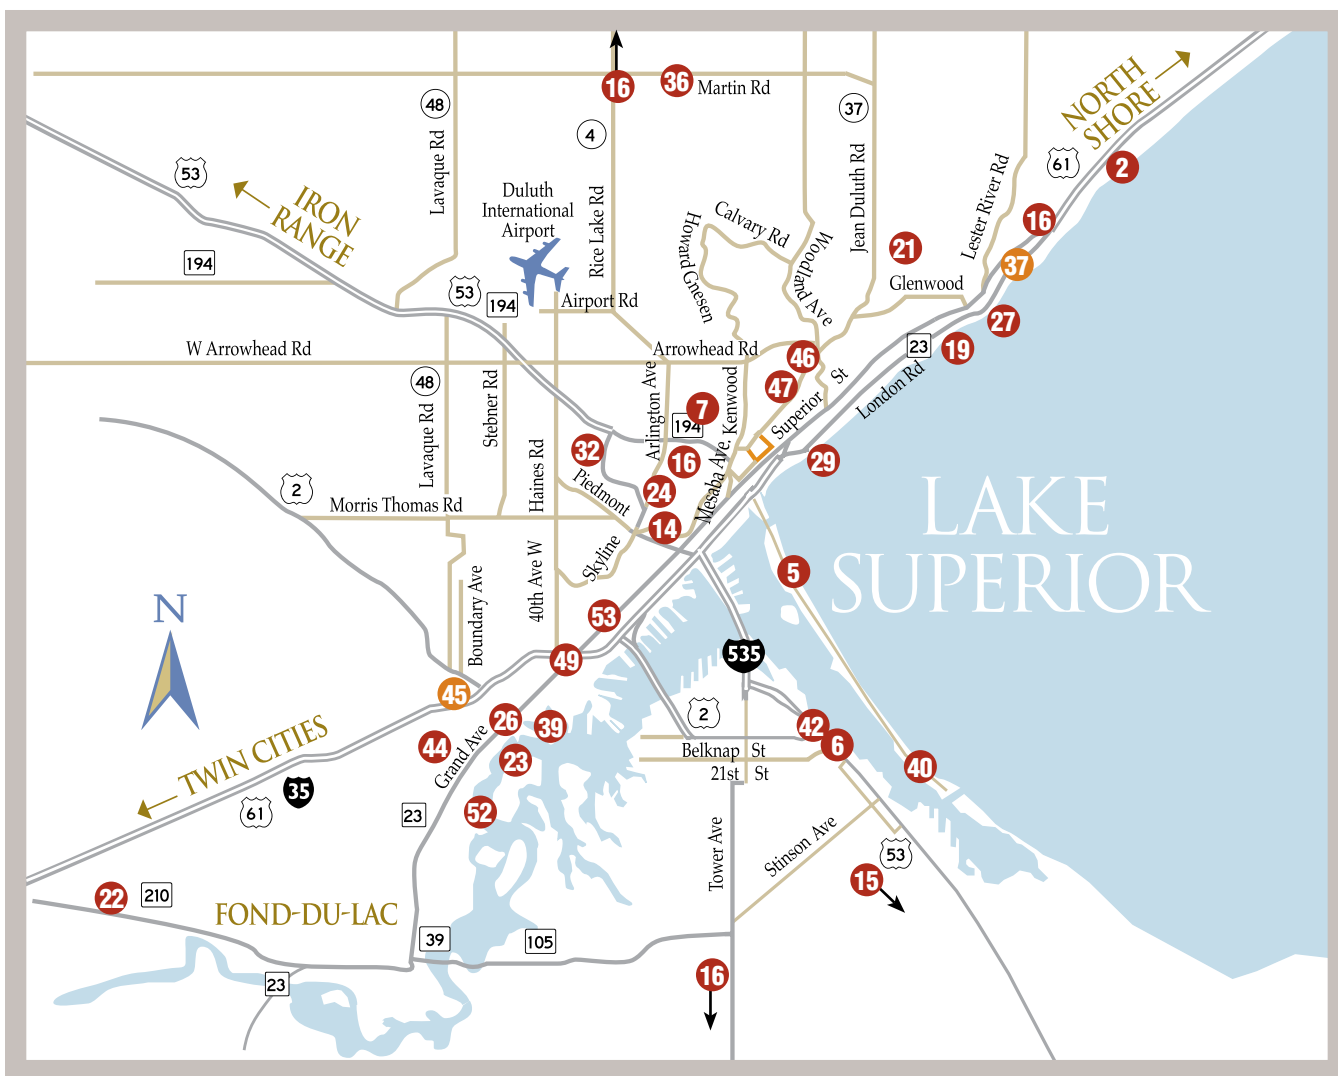 16
36
Martin Rd
48
37
4
NORTH
SHORE
61
2
53
Lavaque Rd
Jean Duluth Rd
Lester River Rd
IRON
RANGE
Duluth
International
Airport
Rice Lake Rd
Calvary Rd
Howard Gnesen
Woodland Ave
21
16
37
194
53
194
Airport Rd
Glenwood
27
W Arrowhead Rd
Arrowhead Rd
46
23
19
48
Stebner Rd
Arlington Ave
Kenwood
47
Superior St
London Rd
7
194
Lavaque Rd
Haines Rd
32
16
Mesaba Ave.
29
2
Morris Thomas Rd
Piedmont
24
14
LAKE
SUPERIOR
Skyline
40th Ave W
5
Boundary Ave
N
53
49
535
45
26
39
2
42
6
44
Grand Ave
23
Belknap St
21st St
40
TWIN CITIES
35
61
23
52
Tower Ave
Stinson Ave
53
15
22
210
FOND-DU-LAC
39
105
23
16